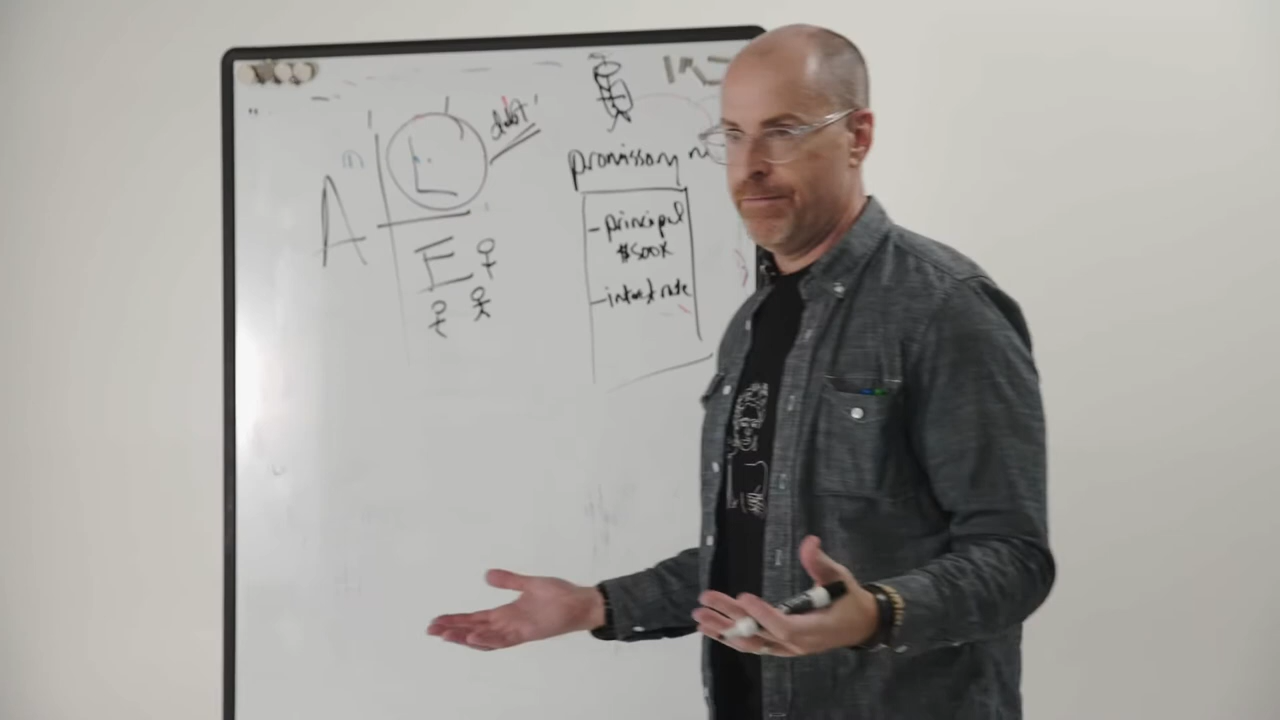 debt
L
A
E
promissory
- principal
$500K
- interest rate